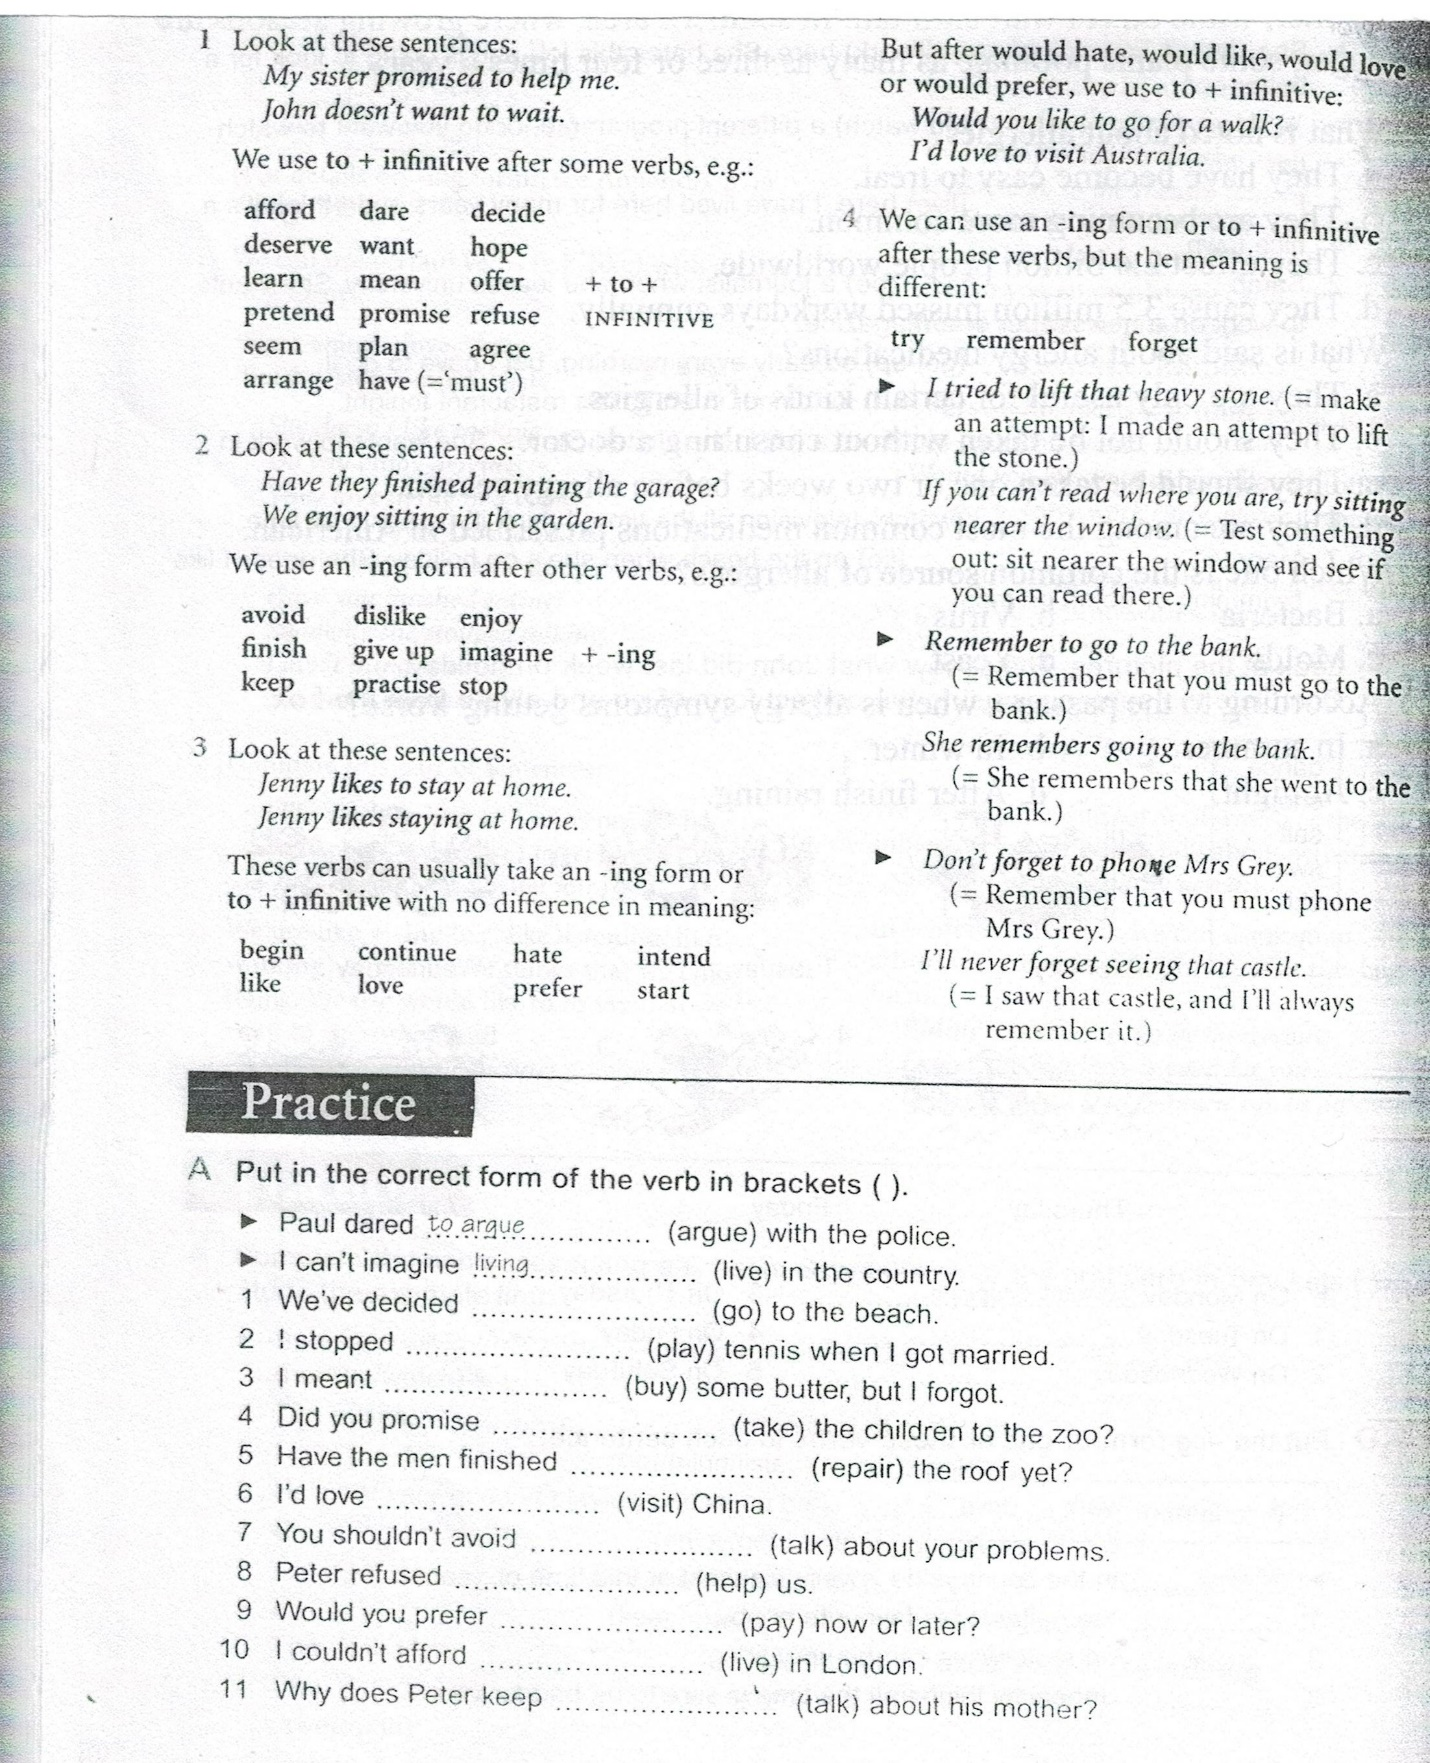 1 Look at these sentences:
My sister promised to help me.
John doesn't want to wait.
We use to + infinitive after some verbs, e.g.:
afford dare decide
deserve want hope
learn mean offer + to +
pretend promise refuse INFINITIVE
seem plan agree
arrange have (='must')
2 Look at these sentences:
Have they finished painting the garage?
We enjoy sitting in the garden.
We use an -ing form after other verbs, e.g.:
avoid dislike enjoy
finish give up imagine + -ing
keep practise stop
3 Look at these sentences:
Jenny likes to stay at home.
Jenny likes staying at home.
These verbs can usually take an -ing form or
to + infinitive with no difference in meaning:
begin continue hate intend
like love prefer start
But after would hate, would like, would love
or would prefer, we use to + infinitive:
Would you like to go for a walk?
I'd love to visit Australia.
4 We can use an -ing form or to + infinitive
after these verbs, but the meaning is
different:
try remember forget
▶ I tried to lift that heavy stone. (= make
an attempt: I made an attempt to lift
the stone.)
If you can't read where you are, try sitting
nearer the window. (= Test something
out: sit nearer the window and see if
you can read there.)
▶ Remember to go to the bank.
(= Remember that you must go to the
bank.)
She remembers going to the bank.
(= She remembers that she went to the
bank.)
▶ Don't forget to phone Mrs Grey.
(= Remember that you must phone
Mrs Grey.)
I'll never forget seeing that castle.
(= I saw that castle, and I'll always
remember it.)
Practice
A Put in the correct form of the verb in brackets ( ).
▶ Paul dared to argue.............. (argue) with the police.
▶ I can't imagine living................... (live) in the country.
1 We've decided ......................... (go) to the beach.
2 I stopped ......................... (play) tennis when I got married.
3 I meant ......................... (buy) some butter, but I forgot.
4 Did you promise ......................... (take) the children to the zoo?
5 Have the men finished ......................... (repair) the roof yet?
6 I'd love ......................... (visit) China.
7 You shouldn't avoid ......................... (talk) about your problems.
8 Peter refused ......................... (help) us.
9 Would you prefer ......................... (pay) now or later?
10 I couldn't afford ......................... (live) in London.
11 Why does Peter keep ......................... (talk) about his mother?